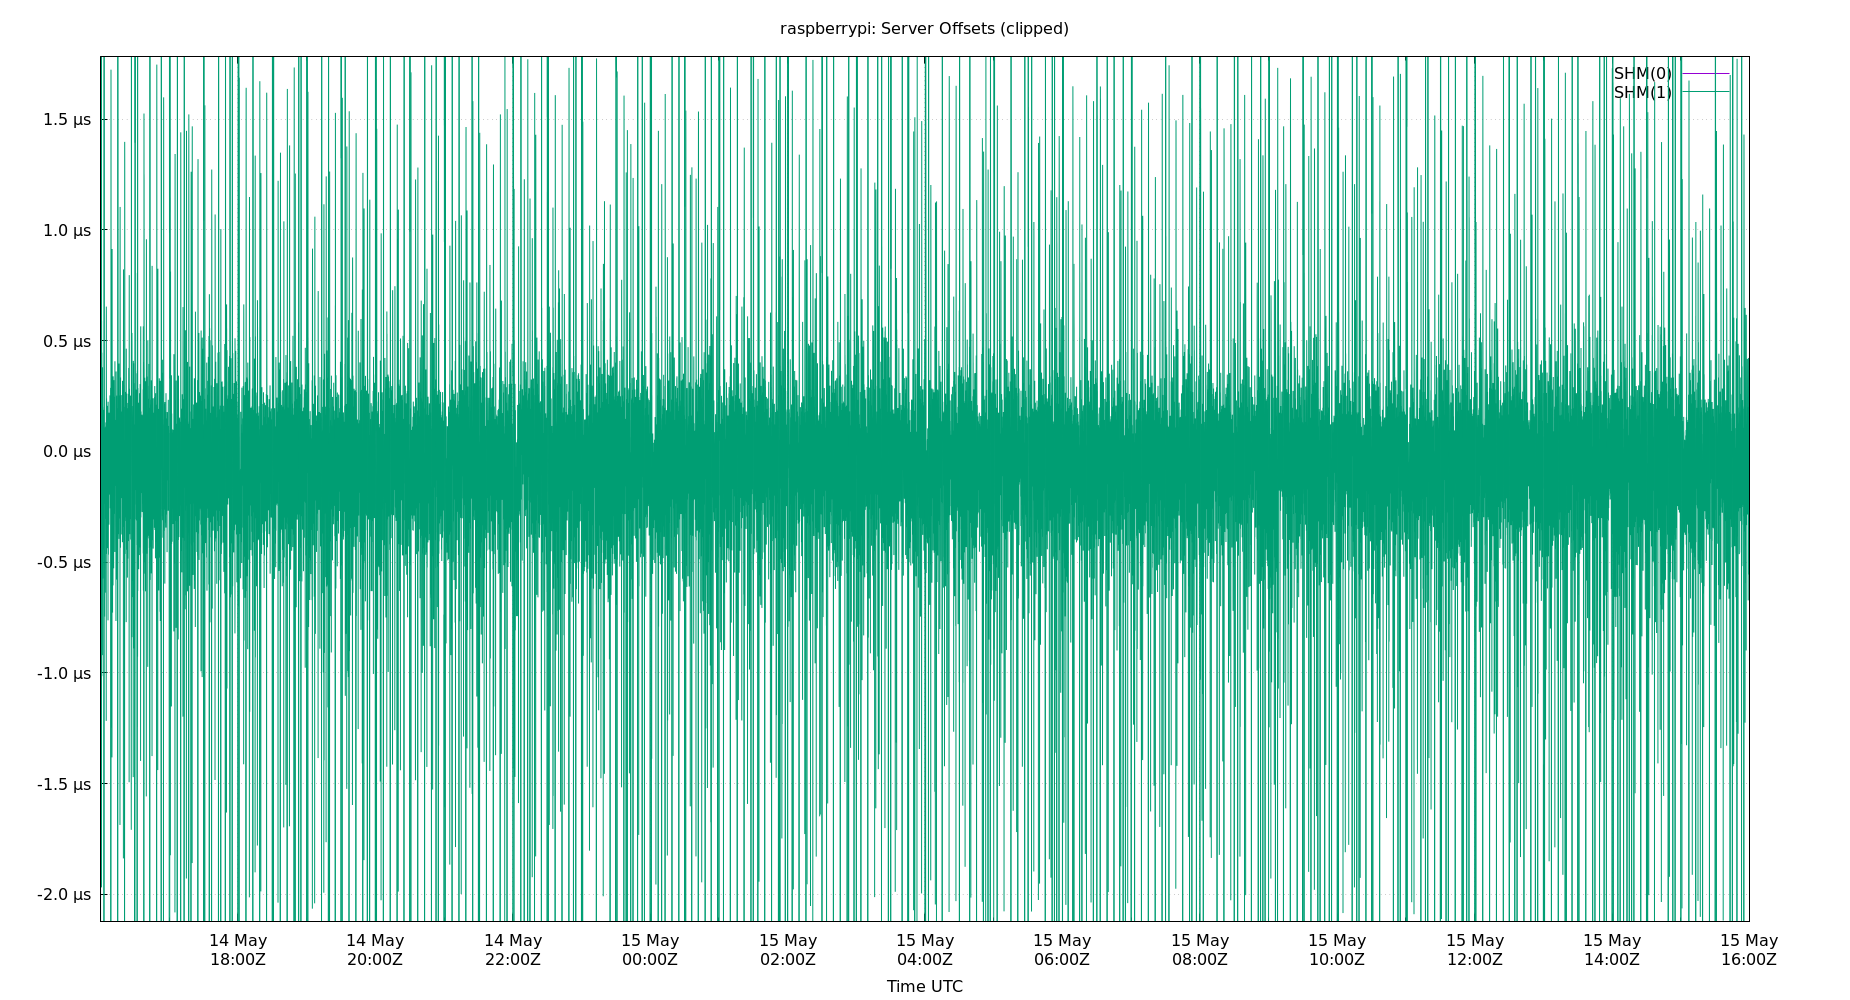 raspberrypi: Server Offsets (clipped)
SHM(0)
SHM(1)
1.5 µs
1.0 µs
0.5 µs
0.0 µs
-0.5 µs
-1.0 µs
-1.5 µs
-2.0 µs
14 May 14 May 14 May 15 May 15 May 15 May 15 May 15 May 15 May 15 May 15 May 15 May
18:00Z 20:00Z 22:00Z 00:00Z 02:00Z 04:00Z 06:00Z 08:00Z 10:00Z 12:00Z 14:00Z 16:00Z
Time UTC